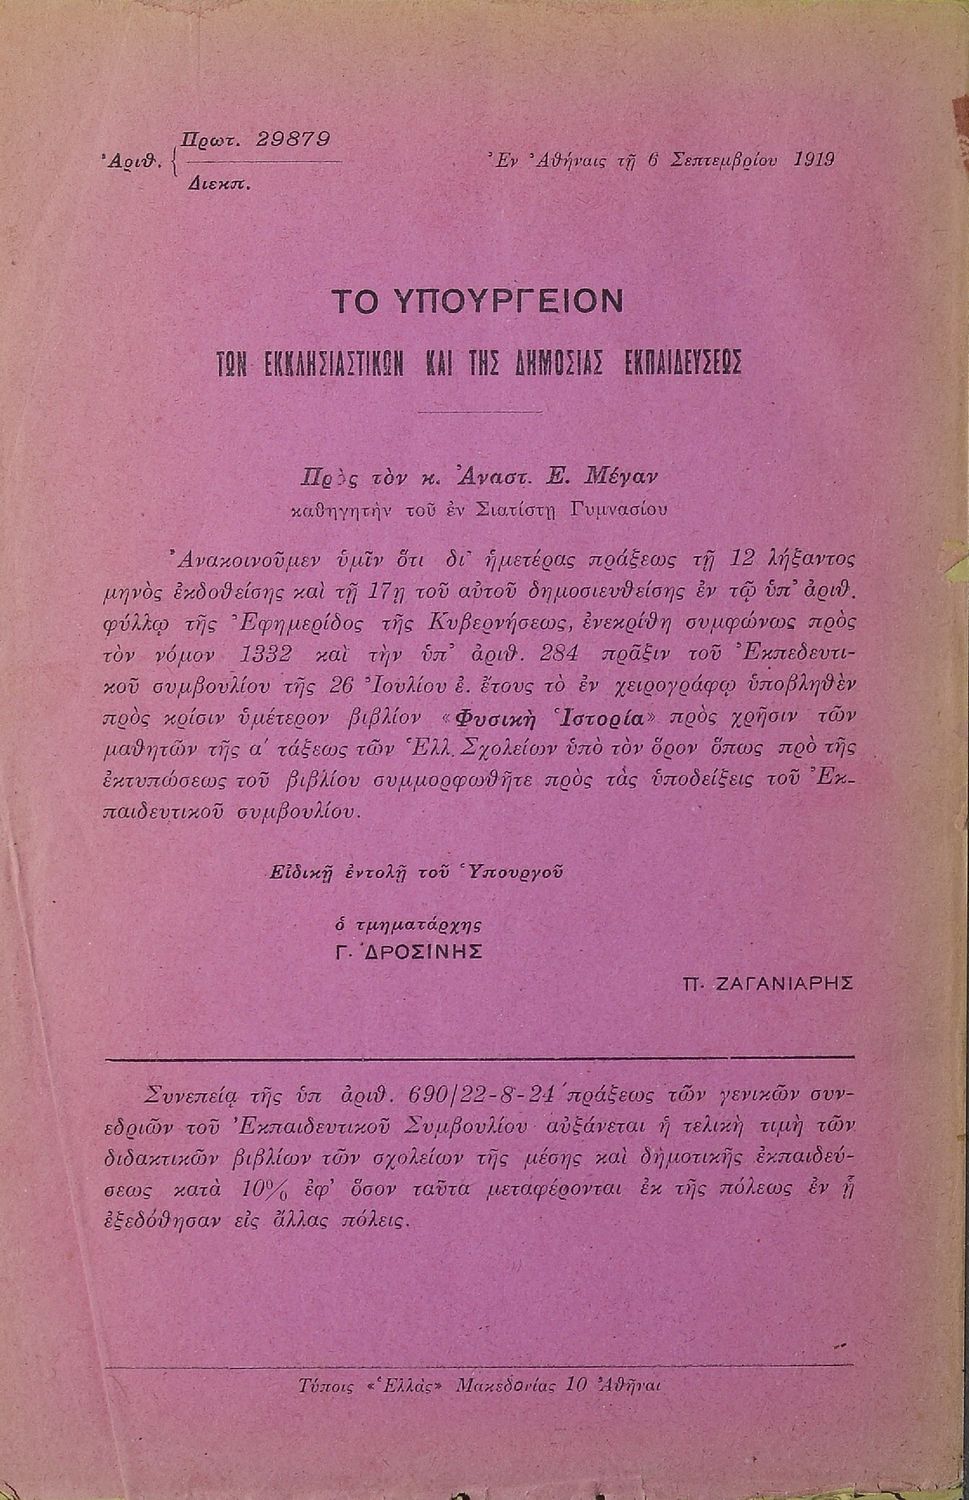 Ἀριθ. { Πρωτ. 29879
Διεκπ.
Ἐν Ἀθήναις τῇ 6 Σεπτεμβρίου 1919
ΤΟ ΥΠΟΥΡΓΕΙΟΝ
ΤΩΝ ΕΚΚΛΗΣΙΑΣΤΙΚΩΝ ΚΑΙ ΤΗΣ ΔΗΜΟΣΙΑΣ ΕΚΠΑΙΔΕΥΣΕΩΣ
Πρὸς τὸν κ. Ἀναστ. Ε. Μέγαν
καθηγητὴν τοῦ ἐν Σιατίστῃ Γυμνασίου
Ἀνακοινοῦμεν ὑμῖν ὅτι δι' ἡμετέρας πράξεως τῇ 12 λήξαντος
μηνὸς ἐκδοθείσης καὶ τῇ 17ῃ τοῦ αὐτοῦ δημοσιευθείσης ἐν τῷ ὑπ' ἀριθ.
φύλλῳ τῆς Ἐφημερίδος τῆς Κυβερνήσεως, ἐνεκρίθη συμφώνως πρὸς
τὸν νόμον 1332 καὶ τὴν ὑπ' ἀριθ. 284 πρᾶξιν τοῦ Ἐκπεδευτι-
κοῦ συμβουλίου τῆς 26 Ἰουλίου ἑ. ἔτους τὸ ἐν χειρογράφῳ ὑποβληθὲν
πρὸς κρίσιν ὑμέτερον βιβλίον «Φυσικὴ Ἱστορία» πρὸς χρῆσιν τῶν
μαθητῶν τῆς α' τάξεως τῶν Ἑλλ. Σχολείων ὑπὸ τὸν ὅρον ὅπως πρὸ τῆς
ἐκτυπώσεως τοῦ βιβλίου συμμορφωθῆτε πρὸς τὰς ὑποδείξεις τοῦ Ἐκ-
παιδευτικοῦ συμβουλίου.
Εἰδικῇ ἐντολῇ τοῦ Ὑπουργοῦ
ὁ τμηματάρχης
Γ. ΔΡΟΣΙΝΗΣ
Π. ΖΑΓΑΝΙΑΡΗΣ
Συνεπείᾳ τῆς ὑπ ἀριθ. 690/22-8-24 πράξεως τῶν γενικῶν συν-
εδριῶν τοῦ Ἐκπαιδευτικοῦ Συμβουλίου αὐξάνεται ἡ τελικὴ τιμὴ τῶν
διδακτικῶν βιβλίων τῶν σχολείων τῆς μέσης καὶ δημοτικῆς ἐκπαιδεύ-
σεως κατὰ 10% ἐφ' ὅσον ταῦτα μεταφέρονται ἐκ τῆς πόλεως ἐν ᾗ
ἐξεδόθησαν εἰς ἄλλας πόλεις.
Τύποις «Ἑλλὰς» Μακεδονίας 10 Ἀθῆναι